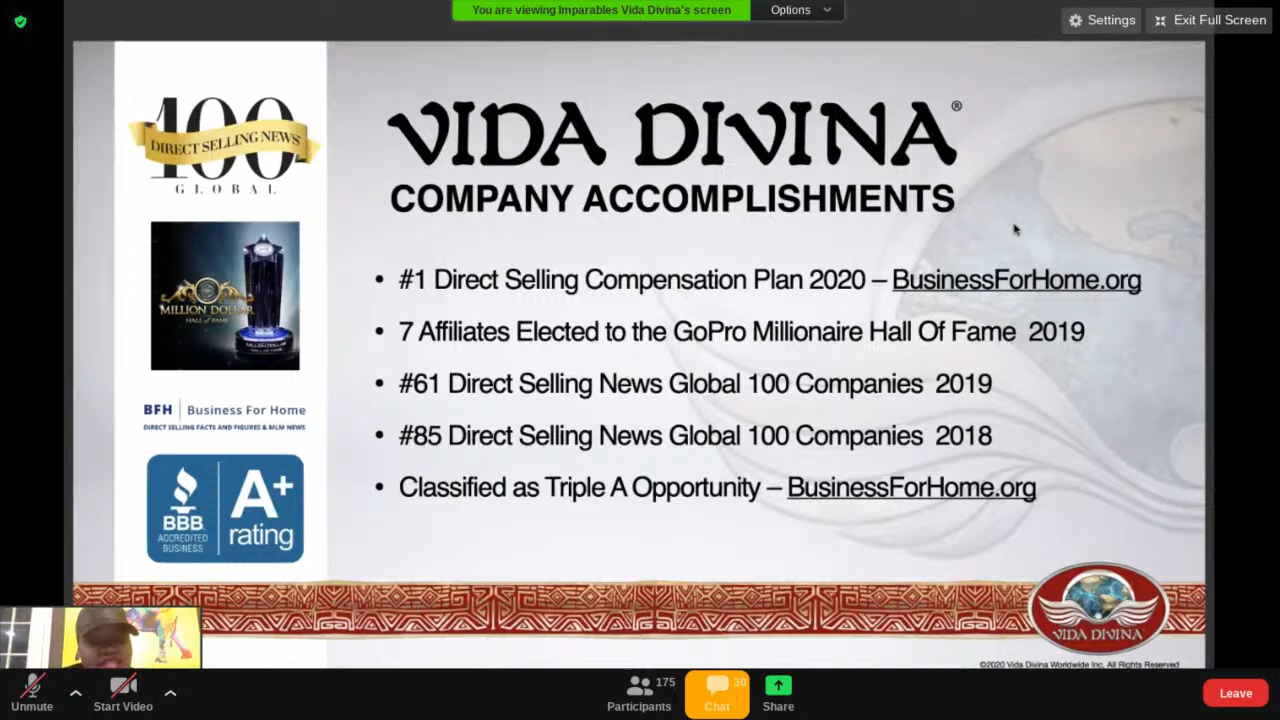 You are viewing Imparables Vida Divina's screen
Options
Settings
Exit Full Screen
100
DIRECT SELLING NEWS
GLOBAL
VIDA DIVINA®
COMPANY ACCOMPLISHMENTS
MILLION DOLLAR
HALL of FAME
• #1 Direct Selling Compensation Plan 2020 – BusinessForHome.org
• 7 Affiliates Elected to the GoPro Millionaire Hall Of Fame 2019
• #61 Direct Selling News Global 100 Companies 2019
• #85 Direct Selling News Global 100 Companies 2018
• Classified as Triple A Opportunity – BusinessForHome.org
BFH | Business For Home
DIRECT SELLING FACTS AND FIGURES & MLM NEWS
BBB.
ACCREDITED
BUSINESS
A+
rating
VIDA DIVINA
©2020 Vida Divina Worldwide Inc. All Rights Reserved
Unmute
Start Video
175
Participants
30
Chat
Share
Leave